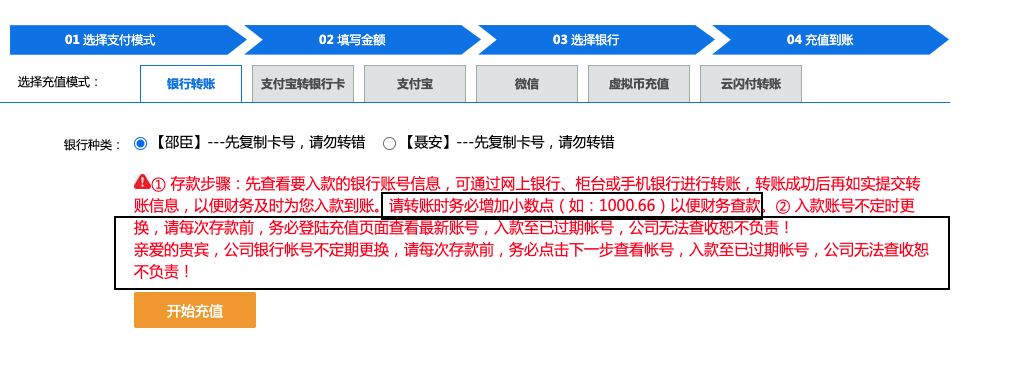 01 选择支付模式 02 填写金额 03 选择银行 04 充值到账
选择充值模式： 银行转账 支付宝转银行卡 支付宝 微信 虚拟币充值 云闪付转账
银行种类： 【邵臣】---先复制卡号，请勿转错 【聂安】---先复制卡号，请勿转错
① 存款步骤：先查看要入款的银行账号信息，可通过网上银行、柜台或手机银行进行转账，转账成功后再如实提交转
账信息，以便财务及时为您入款到账。请转账时务必增加小数点（如：1000.66）以便财务查款。② 入款账号不定时更
换，请每次存款前，务必登陆充值页面查看最新账号，入款至已过期帐号，公司无法查收恕不负责！
亲爱的贵宾，公司银行帐号不定期更换，请每次存款前，务必点击下一步查看帐号，入款至已过期帐号，公司无法查收恕
不负责！
开始充值